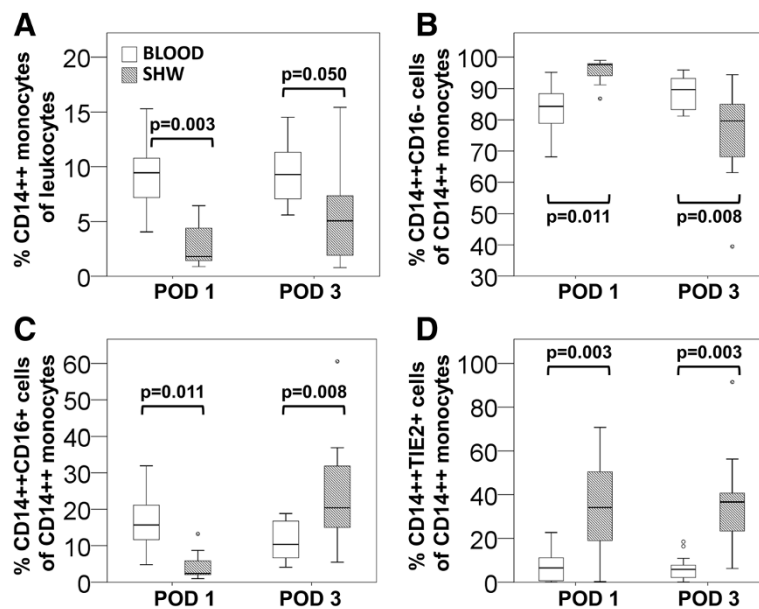 A
BLOOD
SHW
% CD14++ monocytes
of leukocytes
20
15
10
5
0
p=0.003
p=0.050
POD 1
POD 3
B
% CD14++CD16- cells
of CD14++ monocytes
100
90
80
70
60
50
40
30
p=0.011
p=0.008
POD 1
POD 3
C
% CD14++CD16+ cells
of CD14++ monocytes
60
50
40
30
20
10
0
p=0.011
p=0.008
POD 1
POD 3
D
% CD14++TIE2+ cells
of CD14++ monocytes
100
80
60
40
20
0
p=0.003
p=0.003
POD 1
POD 3